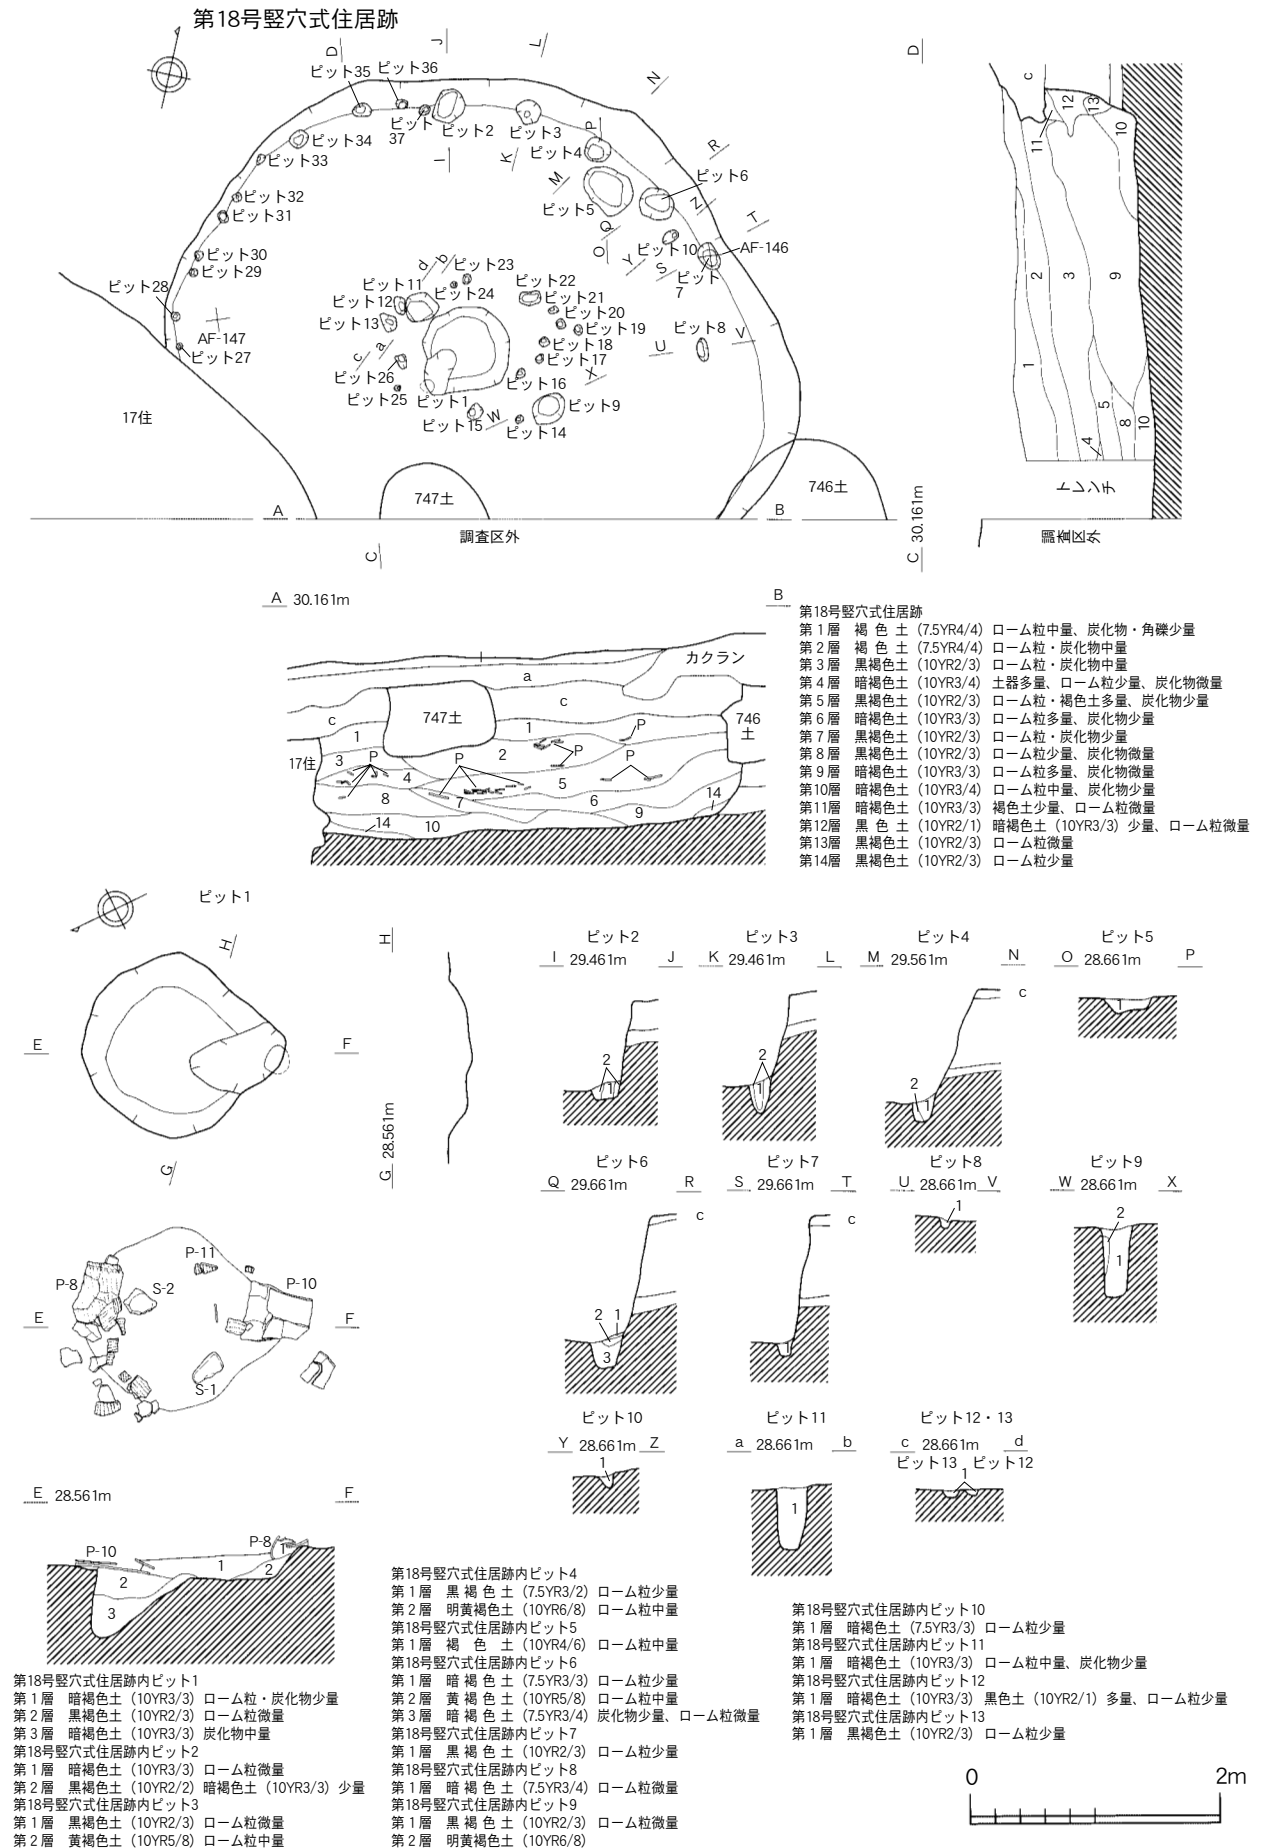 第18号竪穴式住居跡
D
J
L
N
D
ピット35
ピット36
ピット37
ピット2
ピット3
P
ピット4
ピット34
ピット33
I
K
M
R
ピット32
ピット31
ピット5
ピット6
Z
Q
O
T
ピット30
ピット29
Y
S
ピット10
AF-146
ピット7
ピット28
d
b
ピット23
ピット11
ピット24
ピット22
ピット12
ピット21
ピット20
ピット13
ピット19
AF-147
ピット8
V
ピット27
c
a
ピット18
U
ピット26
ピット17
ピット16
X
ピット25
ピット1
ピット9
ピット15
W
ピット14
17住
747土
746土
A
B
調査区外
C
C 30.161m
c
12
13
10
11
2
3
9
1
5
8
10
4
トレンチ
調査区外
A 30.161m
B
カクラン
a
c
c
747土
746土
1
1
P
2
17住
3
P
P
P
P
4
5
8
7
6
14
14
10
9
第18号竪穴式住居跡
第1層 褐色土(7.5YR4/4)ローム粒中量、炭化物・角礫少量
第2層 褐色土(7.5YR4/4)ローム粒・炭化物中量
第3層 黒褐色土(10YR2/3)ローム粒・炭化物中量
第4層 暗褐色土(10YR3/4)土器多量、ローム粒少量、炭化物微量
第5層 黒褐色土(10YR2/3)ローム粒・褐色土多量、炭化物少量
第6層 暗褐色土(10YR3/3)ローム粒多量、炭化物少量
第7層 黒褐色土(10YR2/3)ローム粒・炭化物少量
第8層 黒褐色土(10YR2/3)ローム粒少量、炭化物微量
第9層 暗褐色土(10YR3/3)ローム粒多量、炭化物微量
第10層 暗褐色土(10YR3/4)ローム粒中量、炭化物少量
第11層 暗褐色土(10YR3/3)褐色土少量、ローム粒微量
第12層 黒色土(10YR2/1)暗褐色土(10YR3/3)少量、ローム粒微量
第13層 黒褐色土(10YR2/3)ローム粒微量
第14層 黒褐色土(10YR2/3)ローム粒少量
ピット1
H
E
F
G
H
G 28.561m
ピット2
I 29.461m J
2
1
ピット3
K 29.461m L
2
1
ピット4
M 29.561m N
c
2
1
ピット5
O 28.661m P
1
ピット6
Q 29.661m R
c
2 1
3
ピット7
S 29.661m T
c
1
ピット8
U 28.661m V
1
ピット9
W 28.661m X
2
1
P-11
P-8
S-2
P-10
E
F
S-1
ピット10
Y 28.661m Z
1
ピット11
a 28.661m b
1
ピット12・13
c 28.661m d
ピット13 ピット12
1
E 28.561m F
P-10
P-8
1
1
2
2
3
第18号竪穴式住居跡内ピット1
第1層 暗褐色土(10YR3/3)ローム粒・炭化物少量
第2層 黒褐色土(10YR2/3)ローム粒微量
第3層 暗褐色土(10YR3/3)炭化物中量
第18号竪穴式住居跡内ピット2
第1層 暗褐色土(10YR3/3)ローム粒微量
第2層 黒褐色土(10YR2/2)暗褐色土(10YR3/3)少量
第18号竪穴式住居跡内ピット3
第1層 黒褐色土(10YR2/3)ローム粒微量
第2層 黄褐色土(10YR5/8)ローム粒中量
第18号竪穴式住居跡内ピット4
第1層 黒褐色土(7.5YR3/2)ローム粒少量
第2層 明黄褐色土(10YR6/8)ローム粒中量
第18号竪穴式住居跡内ピット5
第1層 褐色土(10YR4/6)ローム粒中量
第18号竪穴式住居跡内ピット6
第1層 暗褐色土(7.5YR3/3)ローム粒少量
第2層 黄褐色土(10YR5/8)ローム粒中量
第3層 暗褐色土(7.5YR3/4)炭化物少量、ローム粒微量
第18号竪穴式住居跡内ピット7
第1層 黒褐色土(10YR2/3)ローム粒少量
第18号竪穴式住居跡内ピット8
第1層 暗褐色土(7.5YR3/4)ローム粒微量
第18号竪穴式住居跡内ピット9
第1層 黒褐色土(10YR2/3)ローム粒微量
第2層 明黄褐色土(10YR6/8)
第18号竪穴式住居跡内ピット10
第1層 暗褐色土(7.5YR3/3)ローム粒少量
第18号竪穴式住居跡内ピット11
第1層 暗褐色土(10YR3/3)ローム粒中量、炭化物少量
第18号竪穴式住居跡内ピット12
第1層 暗褐色土(10YR3/3)黒色土(10YR2/1)多量、ローム粒少量
第18号竪穴式住居跡内ピット13
第1層 黒褐色土(10YR2/3)ローム粒少量
0 2m